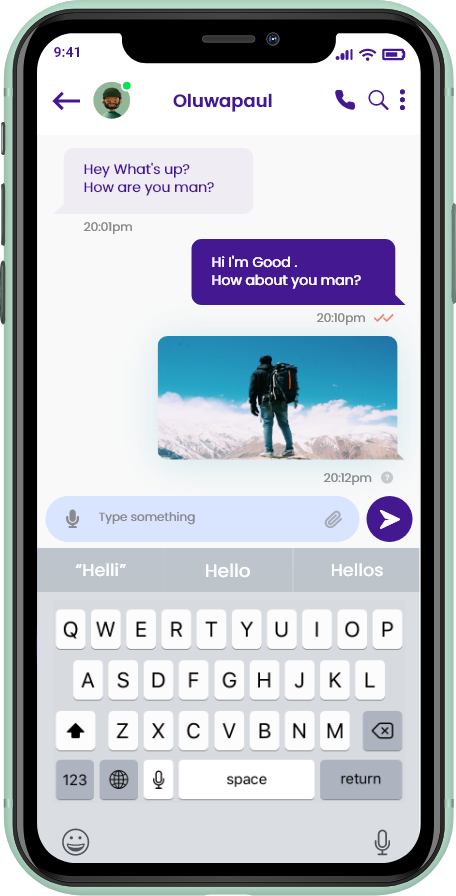 9:41
Oluwapaul
Hey What's up?
How are you man?
20:01pm
Hi I'm Good .
How about you man?
20:10pm
20:12pm ?
Type something
“Helli” Hello Hellos
Q W E R T Y U I O P
A S D F G H J K L
Z X C V B N M
123 space return